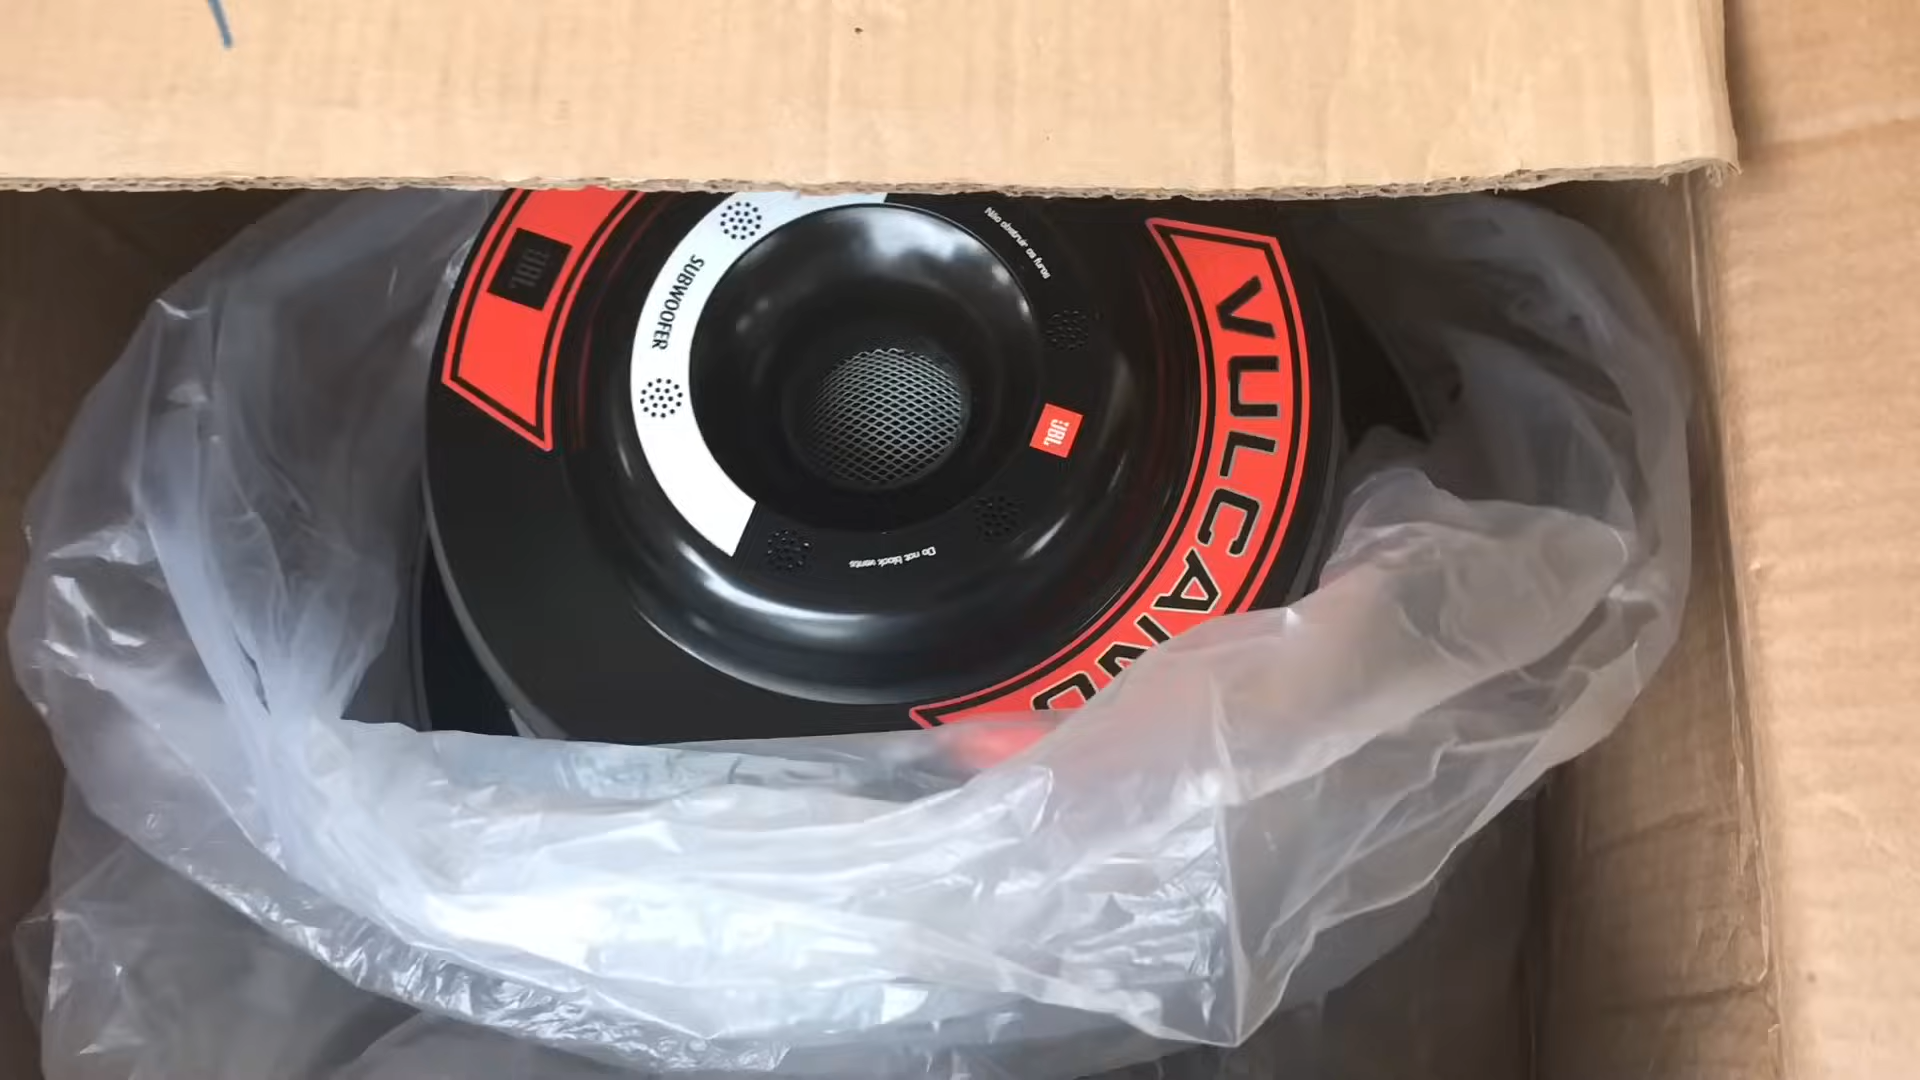 JBL
SUBWOOFER
Não obstruir os furos
VULCANO
JBL
Do not block vents